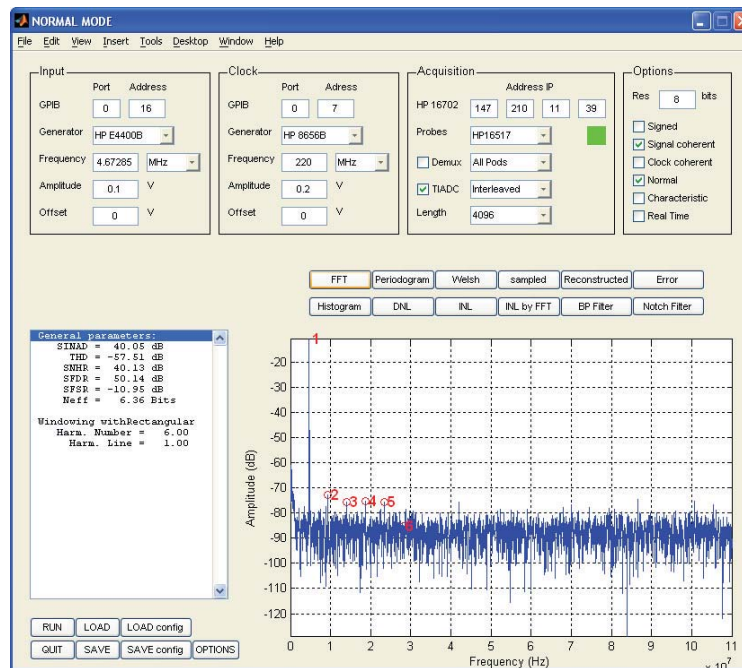 NORMAL MODE
File Edit View Insert Tools Desktop Window Help
Input
Port Address
GPIB 0 16
Generator HP E4400B
Frequency 4.67285 MHz
Amplitude 0.1 V
Offset 0 V
Clock
Port Adress
GPIB 0 7
Generator HP 8656B
Frequency 220 MHz
Amplitude 0.2 V
Offset 0 V
Acquisition
Address IP
HP 16702 147 210 11 39
Probes HP16517
Demux All Pods
TIADC Interleaved
Length 4096
Options
Res 8 bits
Signed
Signal coherent
Clock coherent
Normal
Characteristic
Real Time
FFT Periodogram Welsh sampled Reconstructed Error
Histogram DNL INL INL by FFT BP Filter Notch Filter
General parameters:
SINAD = 40.05 dB
THD = -57.51 dB
SNHR = 40.13 dB
SFDR = 50.14 dB
SFSR = -10.95 dB
Neff = 6.36 Bits
Windowing withRectangular
Harm. Number = 6.00
Harm. Line = 1.00
RUN LOAD LOAD config
QUIT SAVE SAVE config OPTIONS
Amplitude (dB)
-20
-30
-40
-50
-60
-70
-80
-90
-100
-110
-120
1
2 3 4 5
6
0 1 2 3 4 5 6 7 8 9 10 11
Frequency (Hz)
x 10^7